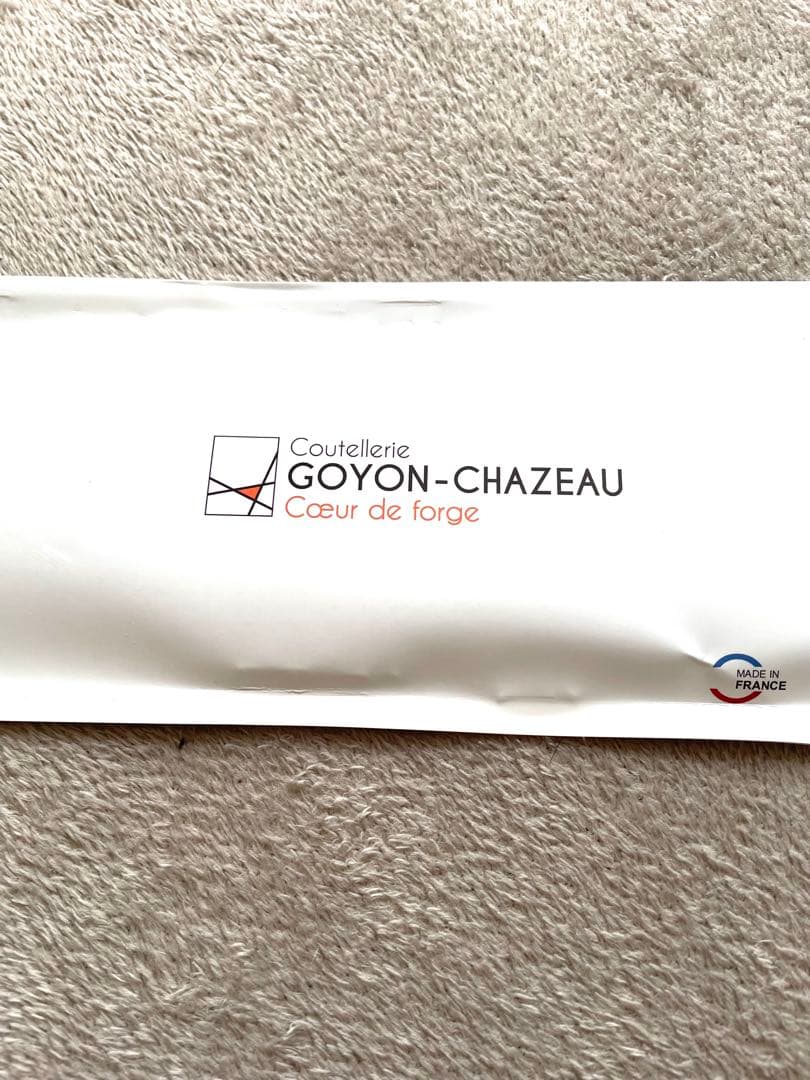 Coutellerie
GOYON-CHAZEAU
Cœur de forge
MADE IN
FRANCE